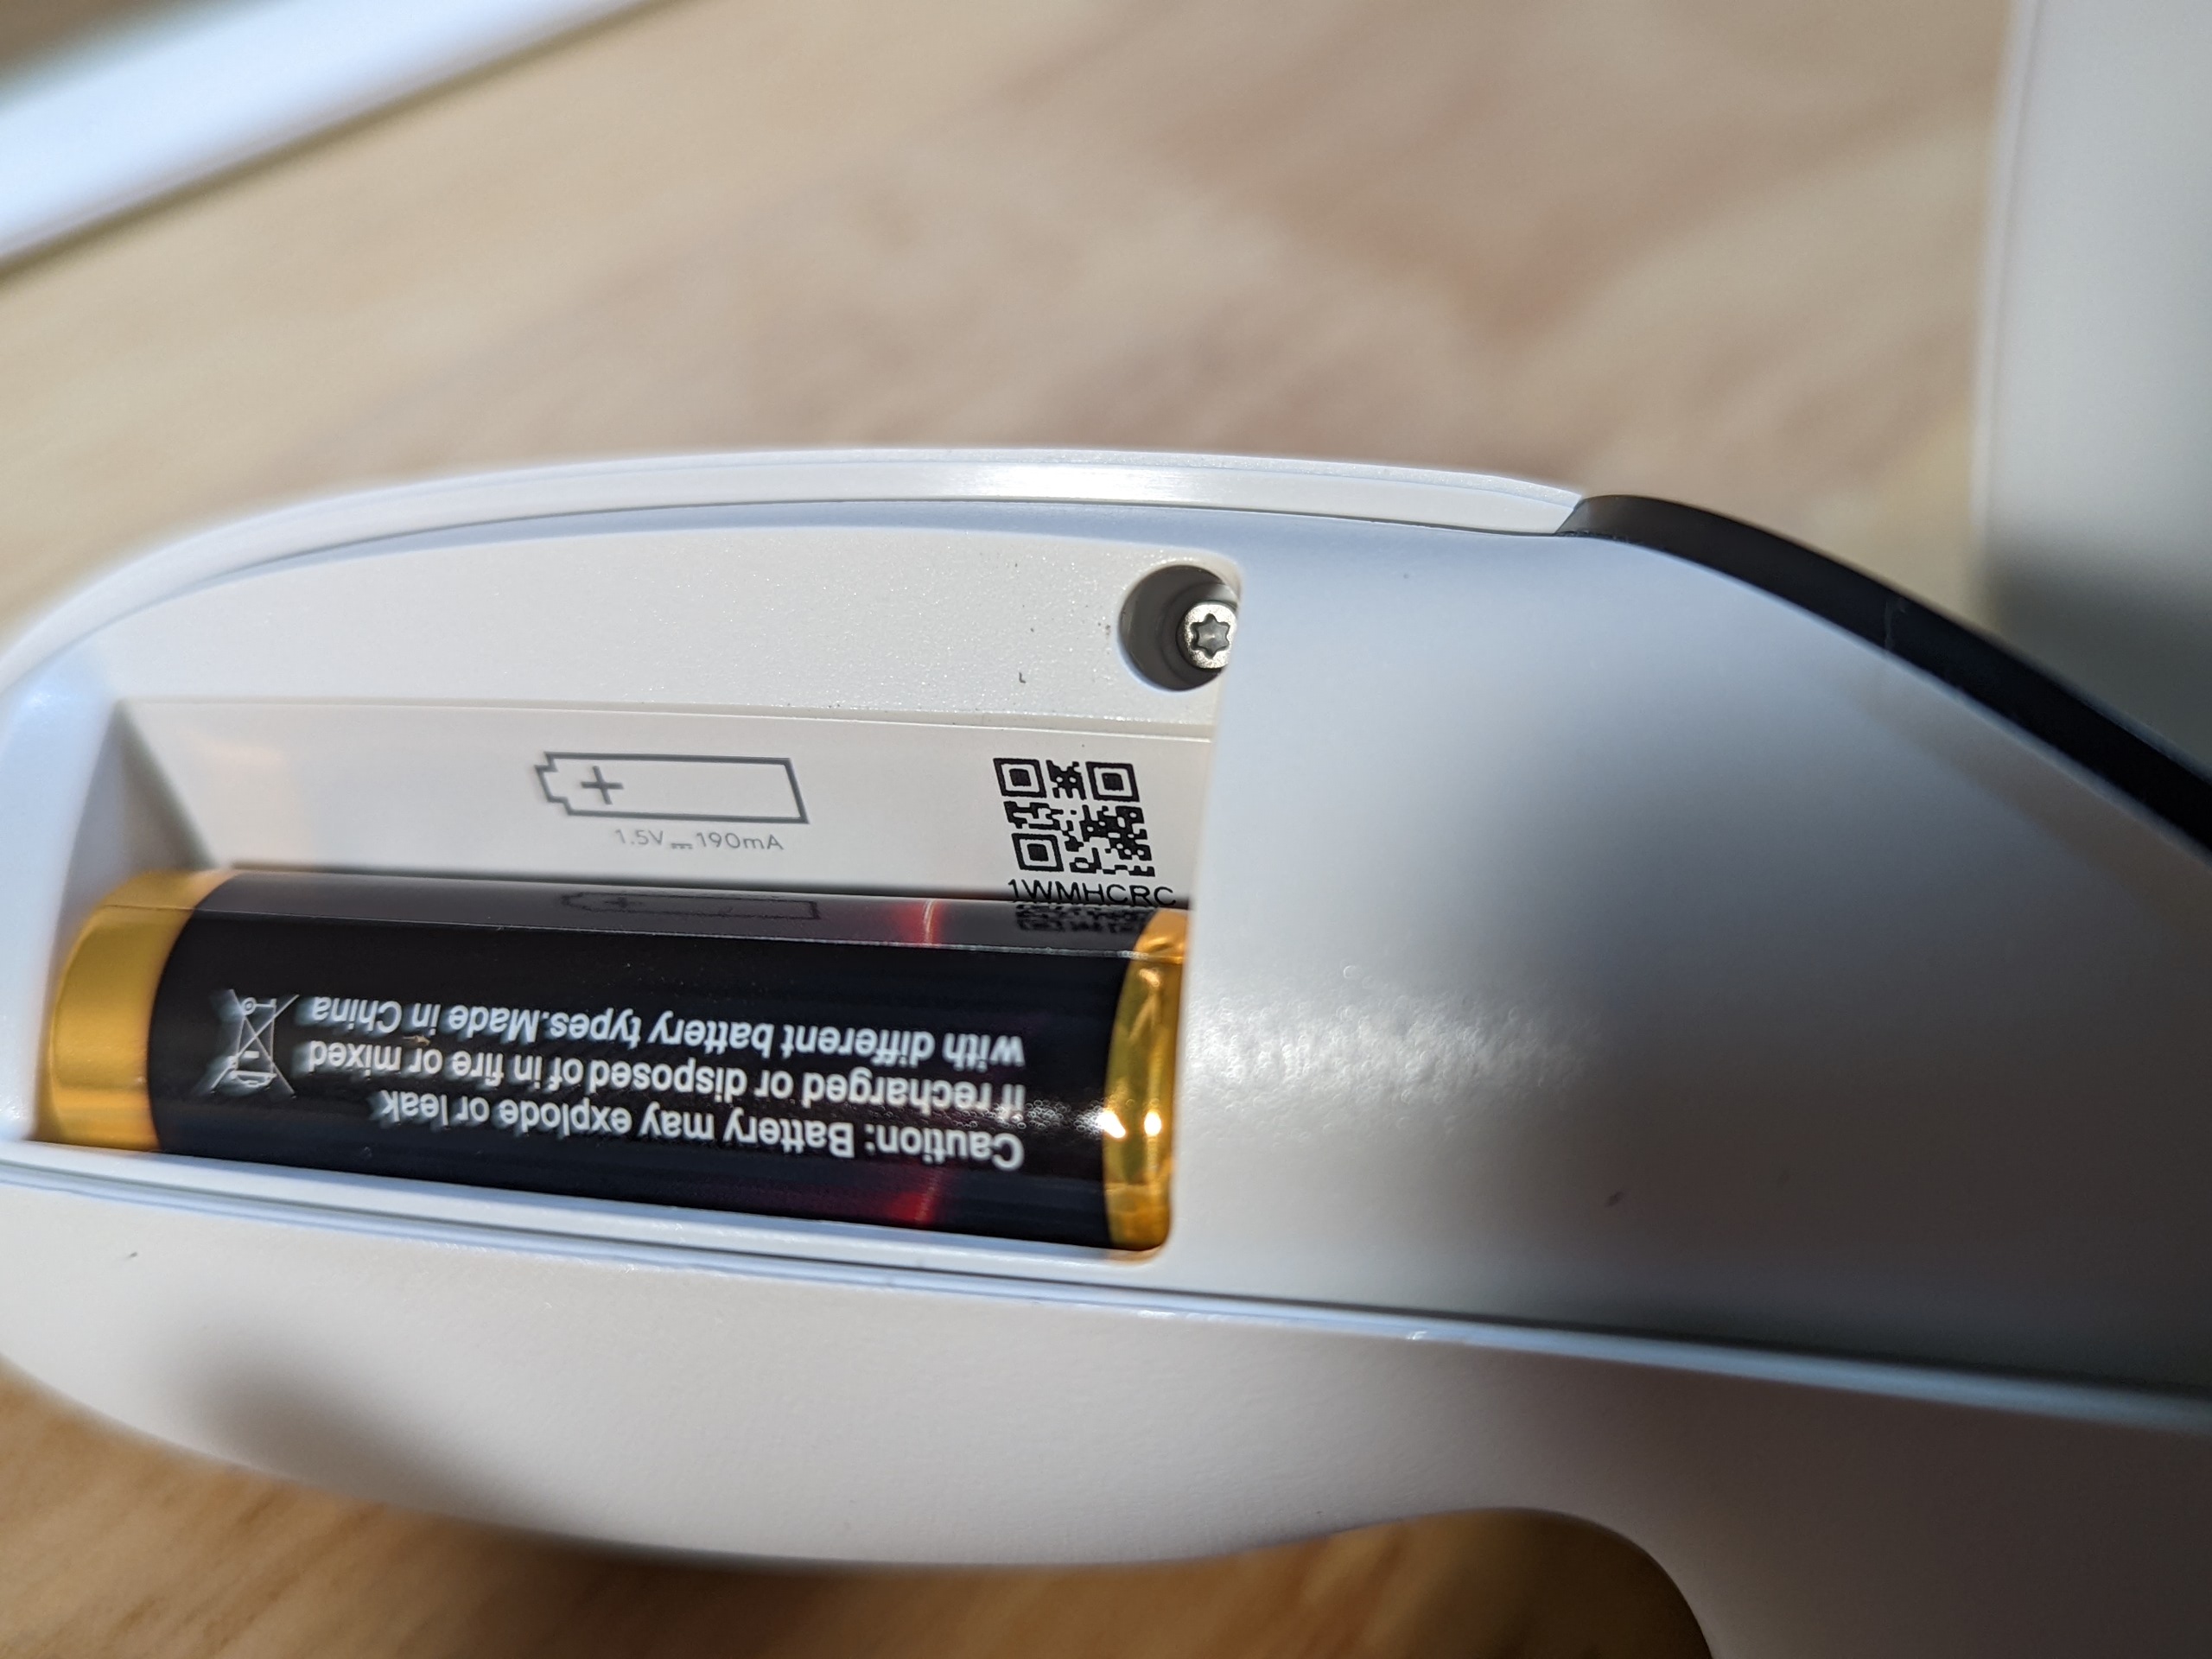 1.5V⎓190mA
1WMHCRC
Caution: Battery may explode or leak
if recharged or disposed of in fire or mixed
with different battery types.Made in China